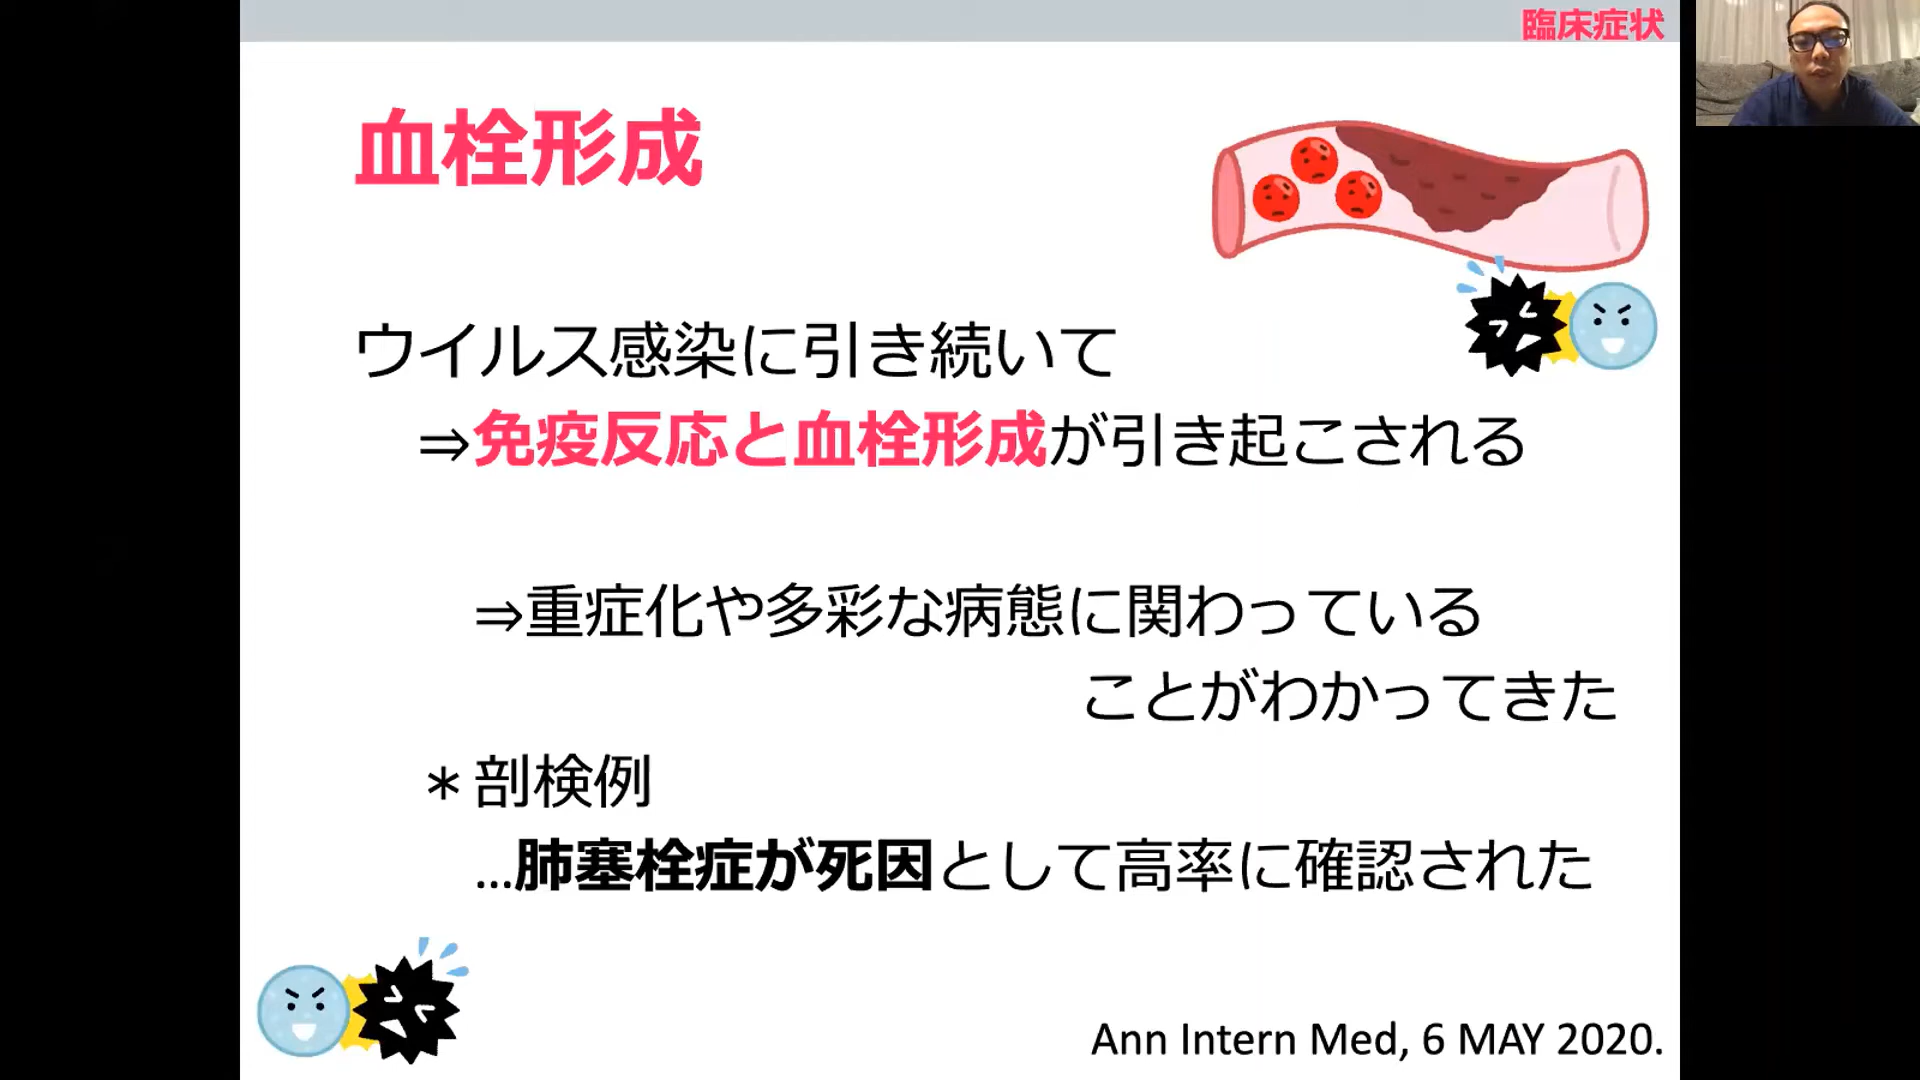 臨床症状
血栓形成
ウイルス感染に引き続いて
⇒免疫反応と血栓形成が引き起こされる
⇒重症化や多彩な病態に関わっている
ことがわかってきた
＊剖検例
…肺塞栓症が死因として高率に確認された
Ann Intern Med, 6 MAY 2020.